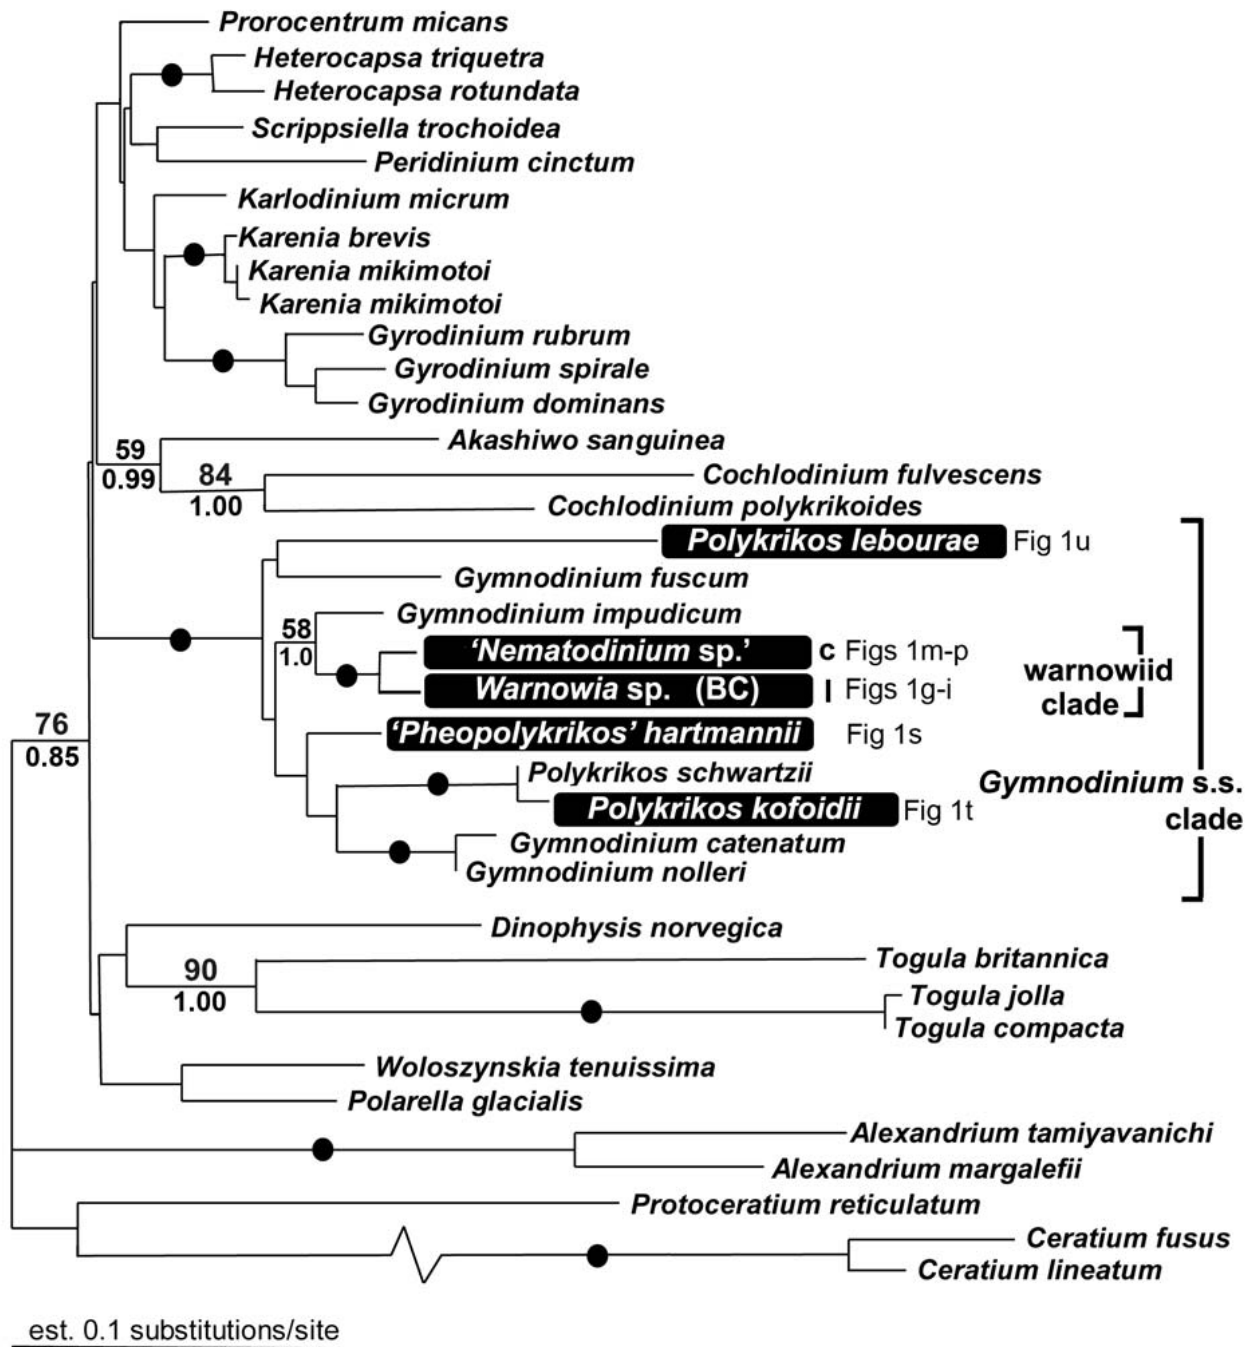 Prorocentrum micans
Heterocapsa triquetra
Heterocapsa rotundata
Scrippsiella trochoidea
Peridinium cinctum
Karlodinium micrum
Karenia brevis
Karenia mikimotoi
Karenia mikimotoi
Gyrodinium rubrum
Gyrodinium spirale
Gyrodinium dominans
Akashiwo sanguinea
59
0.99
84
1.00
Cochlodinium fulvescens
Cochlodinium polykrikoides
Polykrikos lebourae Fig 1u
Gymnodinium fuscum
Gymnodinium impudicum
58
1.0
'Nematodinium sp.' c Figs 1m-p
Warnowia sp. (BC) l Figs 1g-i
warnowiid
clade
'Pheopolykrikos' hartmannii Fig 1s
Polykrikos schwartzii
Polykrikos kofoidii Fig 1t
Gymnodinium s.s.
clade
Gymnodinium catenatum
Gymnodinium nolleri
76
0.85
Dinophysis norvegica
90
1.00
Togula britannica
Togula jolla
Togula compacta
Woloszynskia tenuissima
Polarella glacialis
Alexandrium tamiyavanichi
Alexandrium margalefii
Protoceratium reticulatum
Ceratium fusus
Ceratium lineatum
est. 0.1 substitutions/site